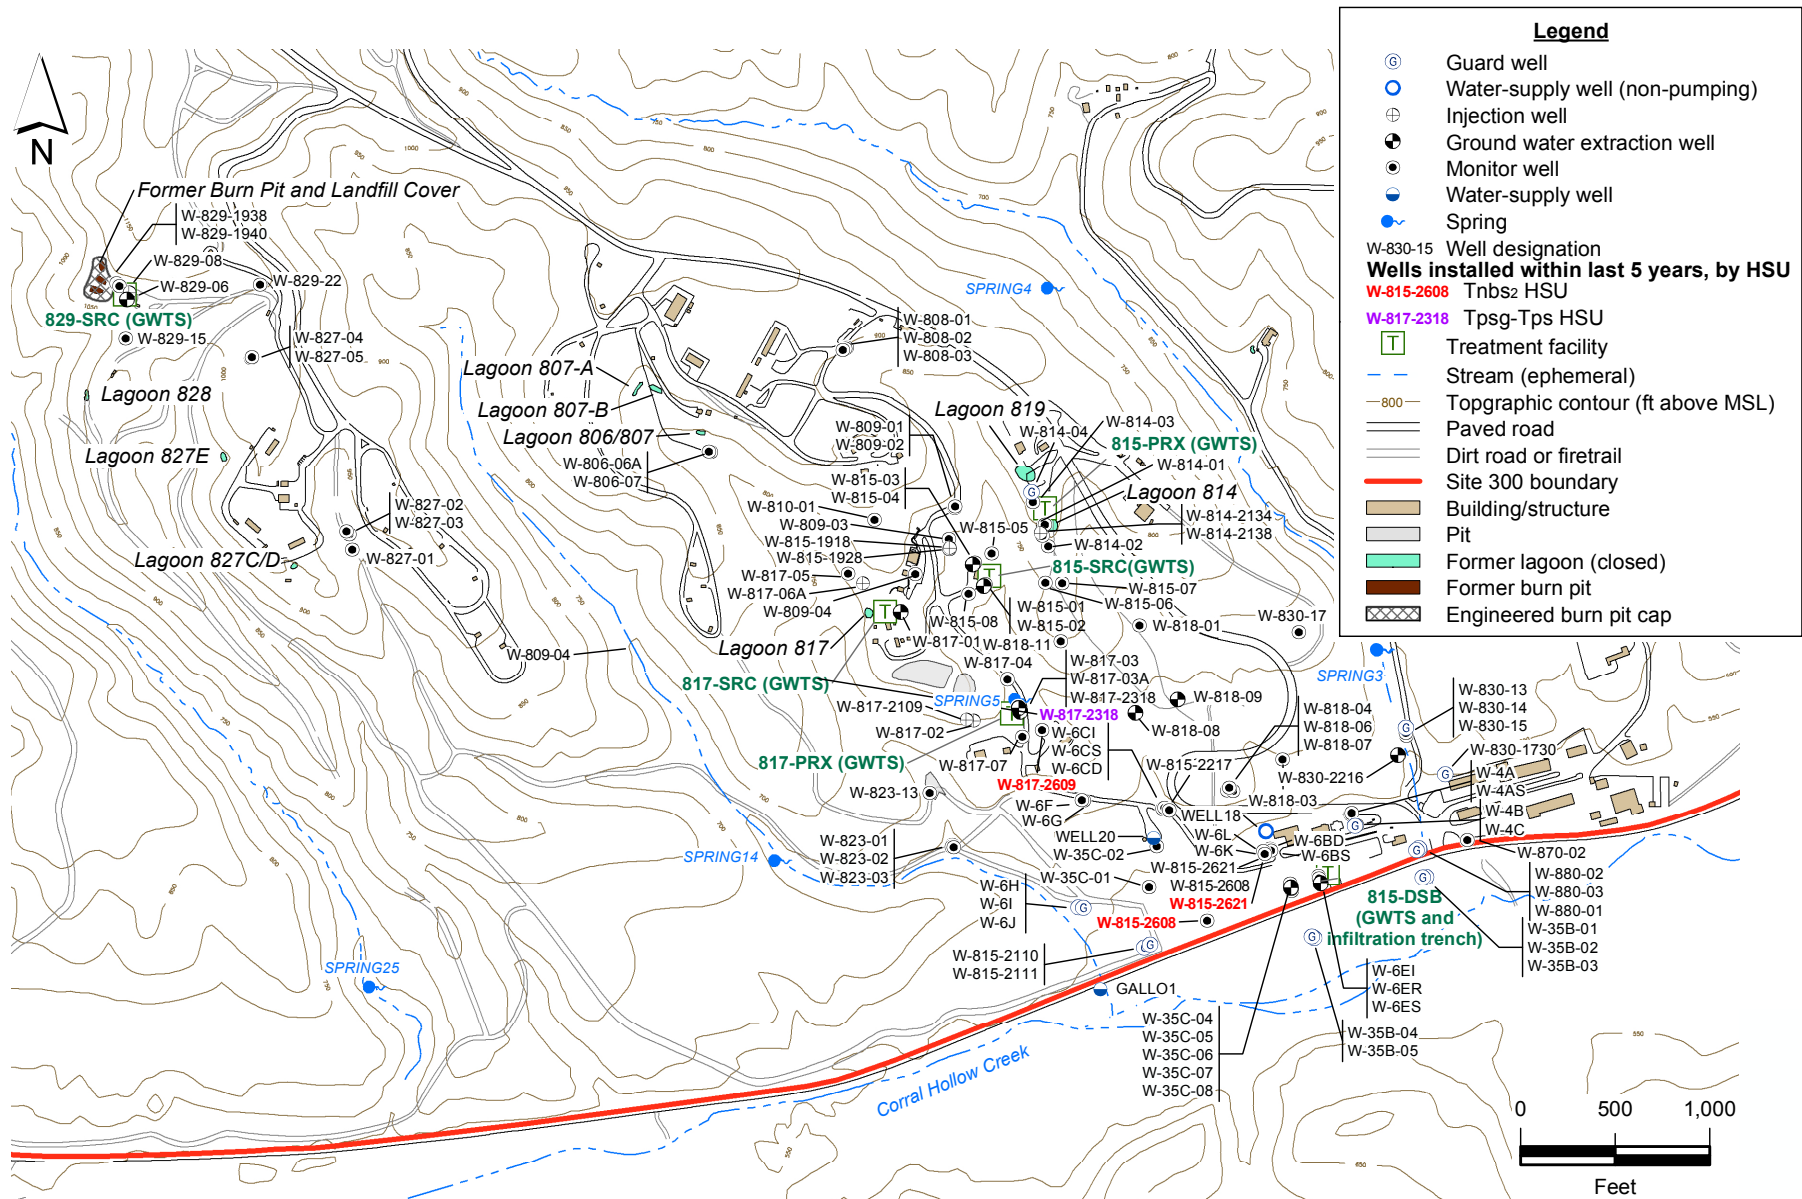 Legend
Guard well
Water-supply well (non-pumping)
Injection well
Ground water extraction well
Monitor well
Water-supply well
Spring
W-830-15 Well designation
Wells installed within last 5 years, by HSU
W-815-2608 Tnbs2 HSU
W-817-2318 Tpsg-Tps HSU
T Treatment facility
Stream (ephemeral)
800 Topgraphic contour (ft above MSL)
Paved road
Dirt road or firetrail
Site 300 boundary
Building/structure
Pit
Former lagoon (closed)
Former burn pit
Engineered burn pit cap
N
Former Burn Pit and Landfill Cover
W-829-1938
W-829-1940
W-829-08
W-829-06
W-829-22
829-SRC (GWTS)
W-829-15
W-827-04
W-827-05
Lagoon 828
Lagoon 827E
W-827-02
W-827-03
W-827-01
Lagoon 827C/D
SPRING4
W-808-01
W-808-02
W-808-03
Lagoon 807-A
Lagoon 807-B
Lagoon 806/807
W-806-06A
W-806-07
Lagoon 819
W-809-01
W-809-02
W-814-04
W-814-03
815-PRX (GWTS)
W-814-01
Lagoon 814
W-814-2134
W-814-2138
W-814-02
W-815-03
W-815-04
W-810-01
W-809-03
W-815-1918
W-815-1928
W-817-05
W-817-06A
W-809-04
W-815-05
815-SRC(GWTS)
W-815-07
W-815-06
W-815-01
W-815-02
W-815-08
W-817-01
W-818-11
W-818-01
W-830-17
Lagoon 817
W-809-04
817-SRC (GWTS)
W-817-04
W-817-03
W-817-03A
W-817-2318
SPRING5
W-817-2318
W-817-2109
W-817-02
W-818-09
W-818-08
W-818-04
W-818-06
W-818-07
SPRING3
W-830-13
W-830-14
W-830-15
W-830-1730
W-830-2216
W-6CI
W-6CS
W-6CD
W-815-2217
817-PRX (GWTS)
W-817-07
W-817-2609
W-823-13
W-6F
W-6G
W-818-03
W-4A
W-4AS
W-4B
W-4C
WELL18
WELL20
W-6L
W-6K
W-6BD
W-6BS
W-35C-02
W-815-2621
W-35C-01
W-815-2608
W-815-2621
W-815-2608
W-823-01
W-823-02
W-823-03
SPRING14
W-6H
W-6I
W-6J
W-815-2110
W-815-2111
GALLO1
W-870-02
W-880-02
W-880-03
W-880-01
W-35B-01
W-35B-02
W-35B-03
815-DSB
(GWTS and
infiltration trench)
W-6EI
W-6ER
W-6ES
W-35B-04
W-35B-05
W-35C-04
W-35C-05
W-35C-06
W-35C-07
W-35C-08
SPRING25
Corral Hollow Creek
0 500 1,000
Feet